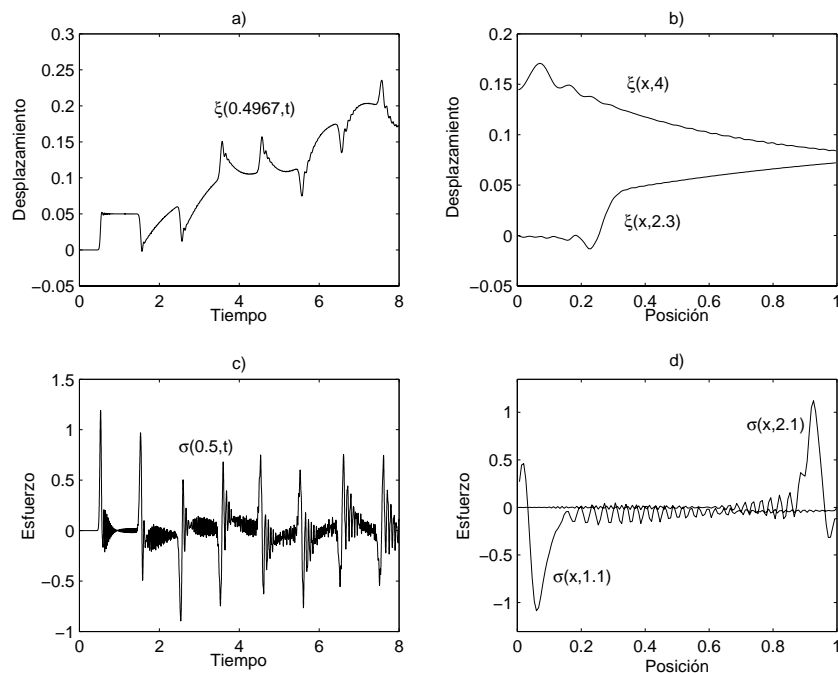 a)
0.3
0.25
0.2
0.15
0.1
0.05
0
−0.05
Desplazamiento
ξ(0.4967,t)
0 2 4 6 8
Tiempo
b)
0.2
0.15
0.1
0.05
0
−0.05
Desplazamiento
ξ(x,4)
ξ(x,2.3)
0 0.2 0.4 0.6 0.8 1
Posición
c)
1.5
1
0.5
0
−0.5
−1
Esfuerzo
σ(0.5,t)
0 2 4 6 8
Tiempo
d)
1
0.5
0
−0.5
−1
Esfuerzo
σ(x,2.1)
σ(x,1.1)
0 0.2 0.4 0.6 0.8 1
Posición